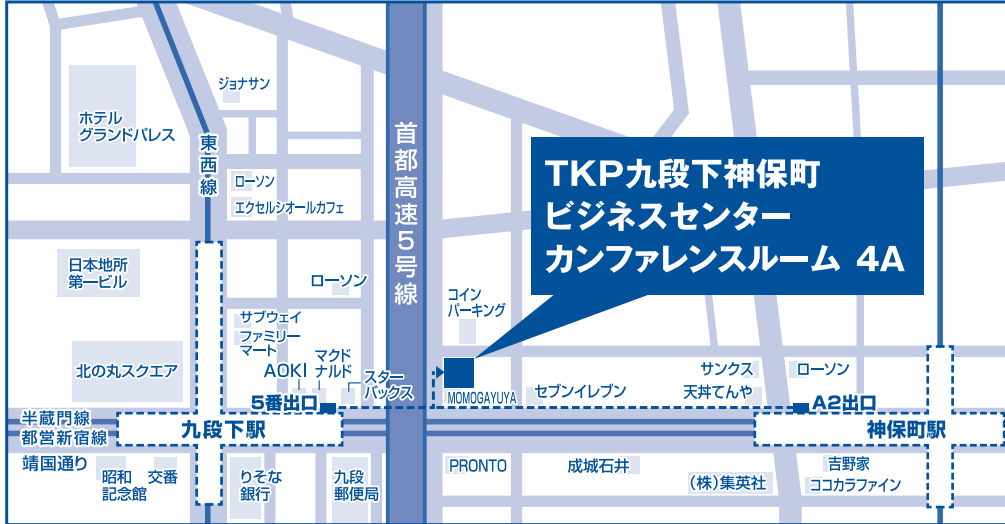 ジョナサン
ホテル
グランドパレス
東西線
首都高速5号線
TKP九段下神保町
ビジネスセンター
カンファレンスルーム 4A
ローソン
エクセルシオールカフェ
日本地所
第一ビル
ローソン
コイン
パーキング
サブウェイ
ファミリー
マート
北の丸スクエア
AOKI
マクド
ナルド
スター
バックス
MOMOGAYUYA
セブンイレブン
サンクス
天丼てんや
ローソン
5番出口
A2出口
半蔵門線
都営新宿線
九段下駅
神保町駅
靖国通り
昭和
記念館
交番
りそな
銀行
九段
郵便局
PRONTO
成城石井
(株)集英社
吉野家
ココカラファイン